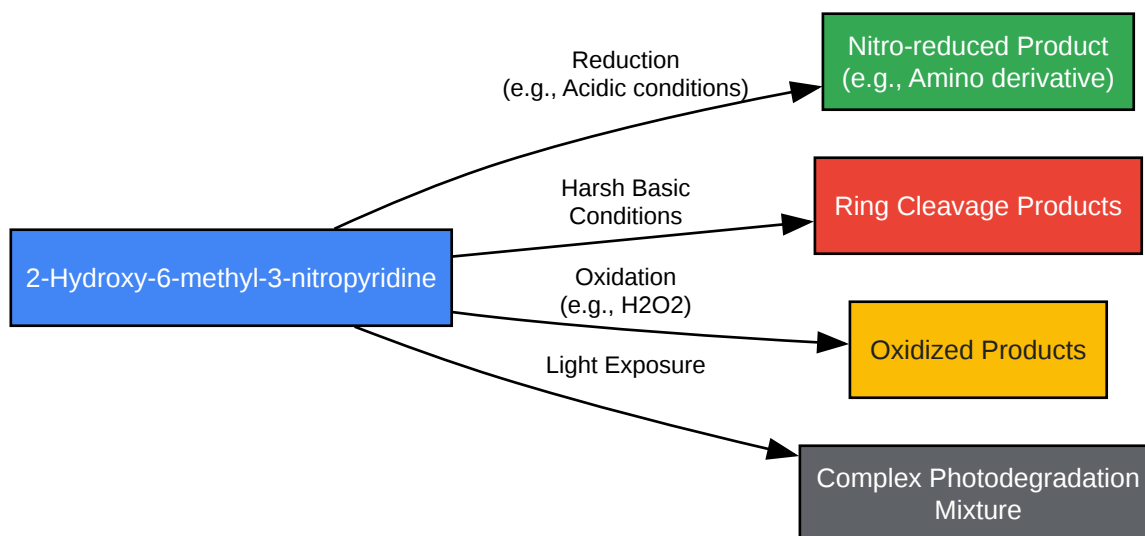 Nitro-reduced Product
(e.g., Amino derivative)
Reduction
(e.g., Acidic conditions)
Harsh Basic
Conditions
Ring Cleavage Products
2-Hydroxy-6-methyl-3-nitropyridine
Oxidation
(e.g., H2O2)
Oxidized Products
Light Exposure
Complex Photodegradation
Mixture